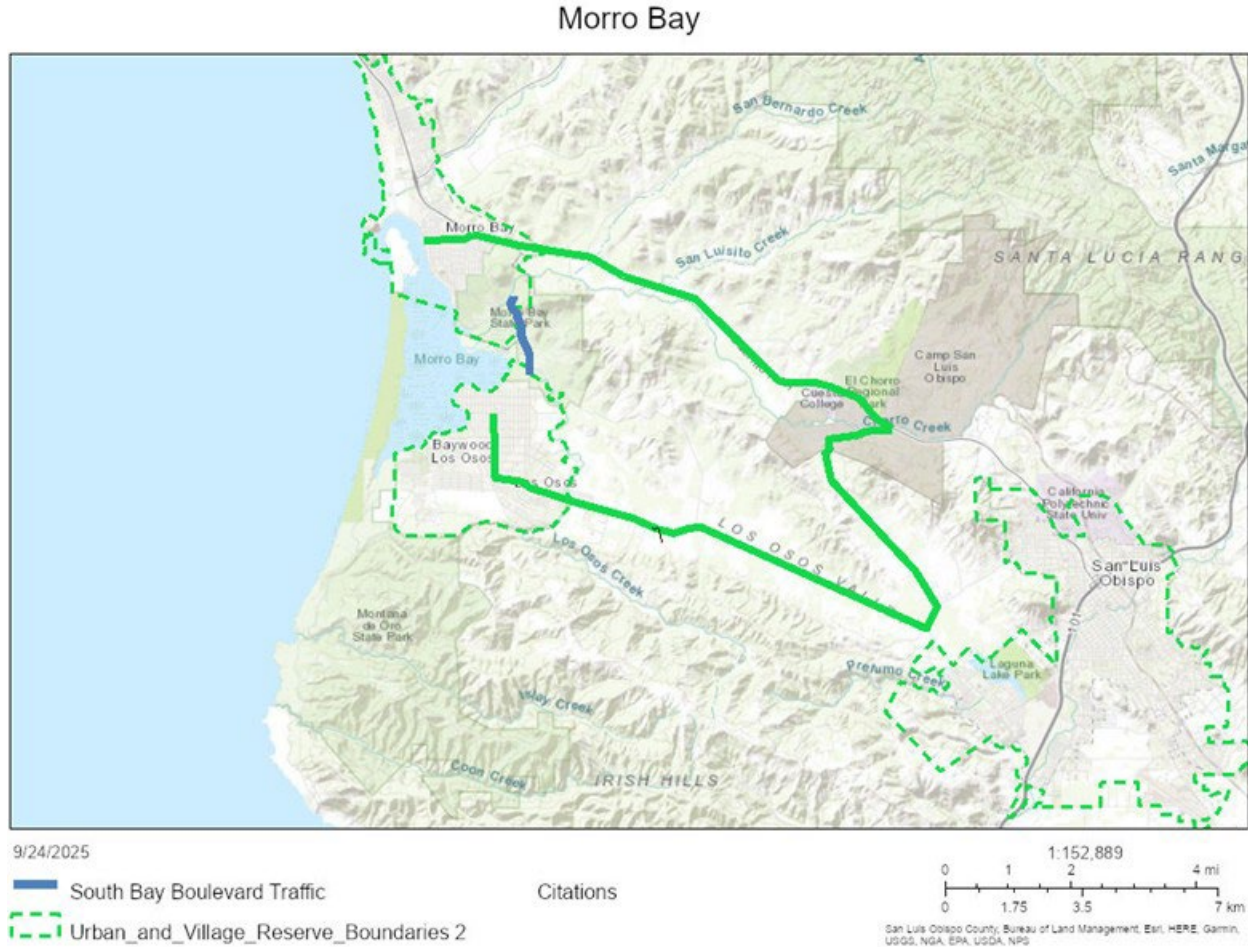 Morro Bay
San Bernardo Creek
Santa Marga
Morro Bay
San Luisito Creek
SANTA LUCIA RANG
Morro Bay
State Park
Morro Bay
Camp San
Luis
Obispo
El Chorro
Regional
Park
Cuesta
College
Chorro Creek
Baywood
Los Osos
Los Osos
California
Polytechnic
State Univ
LOS OSOS VALLE
San Luis
Obispo
Los Osos Creek
101
Montana
de Oro
State Park
Laguna
Lake Park
Prefumo Creek
Islay Creek
Coon Creek
IRISH HILLS
9/24/2025
South Bay Boulevard Traffic
Citations
Urban_and_Village_Reserve_Boundaries 2
1:152,889
0 1 2 4 mi
0 1.75 3.5 7 km
San Luis Obispo County, Bureau of Land Management, Esri, HERE, Garmin,
USGS, NGA, EPA, USDA, NPS